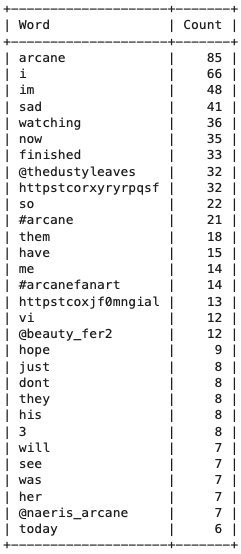 Word | Count
arcane | 85
i | 66
im | 48
sad | 41
watching | 36
now | 35
finished | 33
@thedustyleaves | 32
httpstcorxyryrpqsf | 32
so | 22
#arcane | 21
them | 18
have | 15
me | 14
#arcanefanart | 14
httpstcoxjf0mngial | 13
vi | 12
@beauty_fer2 | 12
hope | 9
just | 8
dont | 8
they | 8
his | 8
3 | 8
will | 7
see | 7
was | 7
her | 7
@naeris_arcane | 7
today | 6